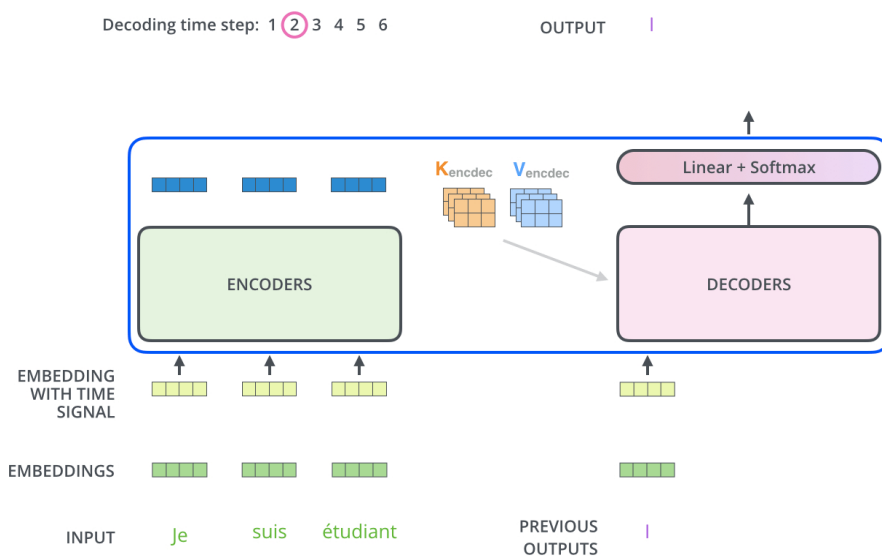 Decoding time step: 1 2 3 4 5 6
OUTPUT I
Kencdec Vencdec
Linear + Softmax
ENCODERS
DECODERS
EMBEDDING
WITH TIME
SIGNAL
EMBEDDINGS
INPUT Je suis étudiant
PREVIOUS
OUTPUTS I